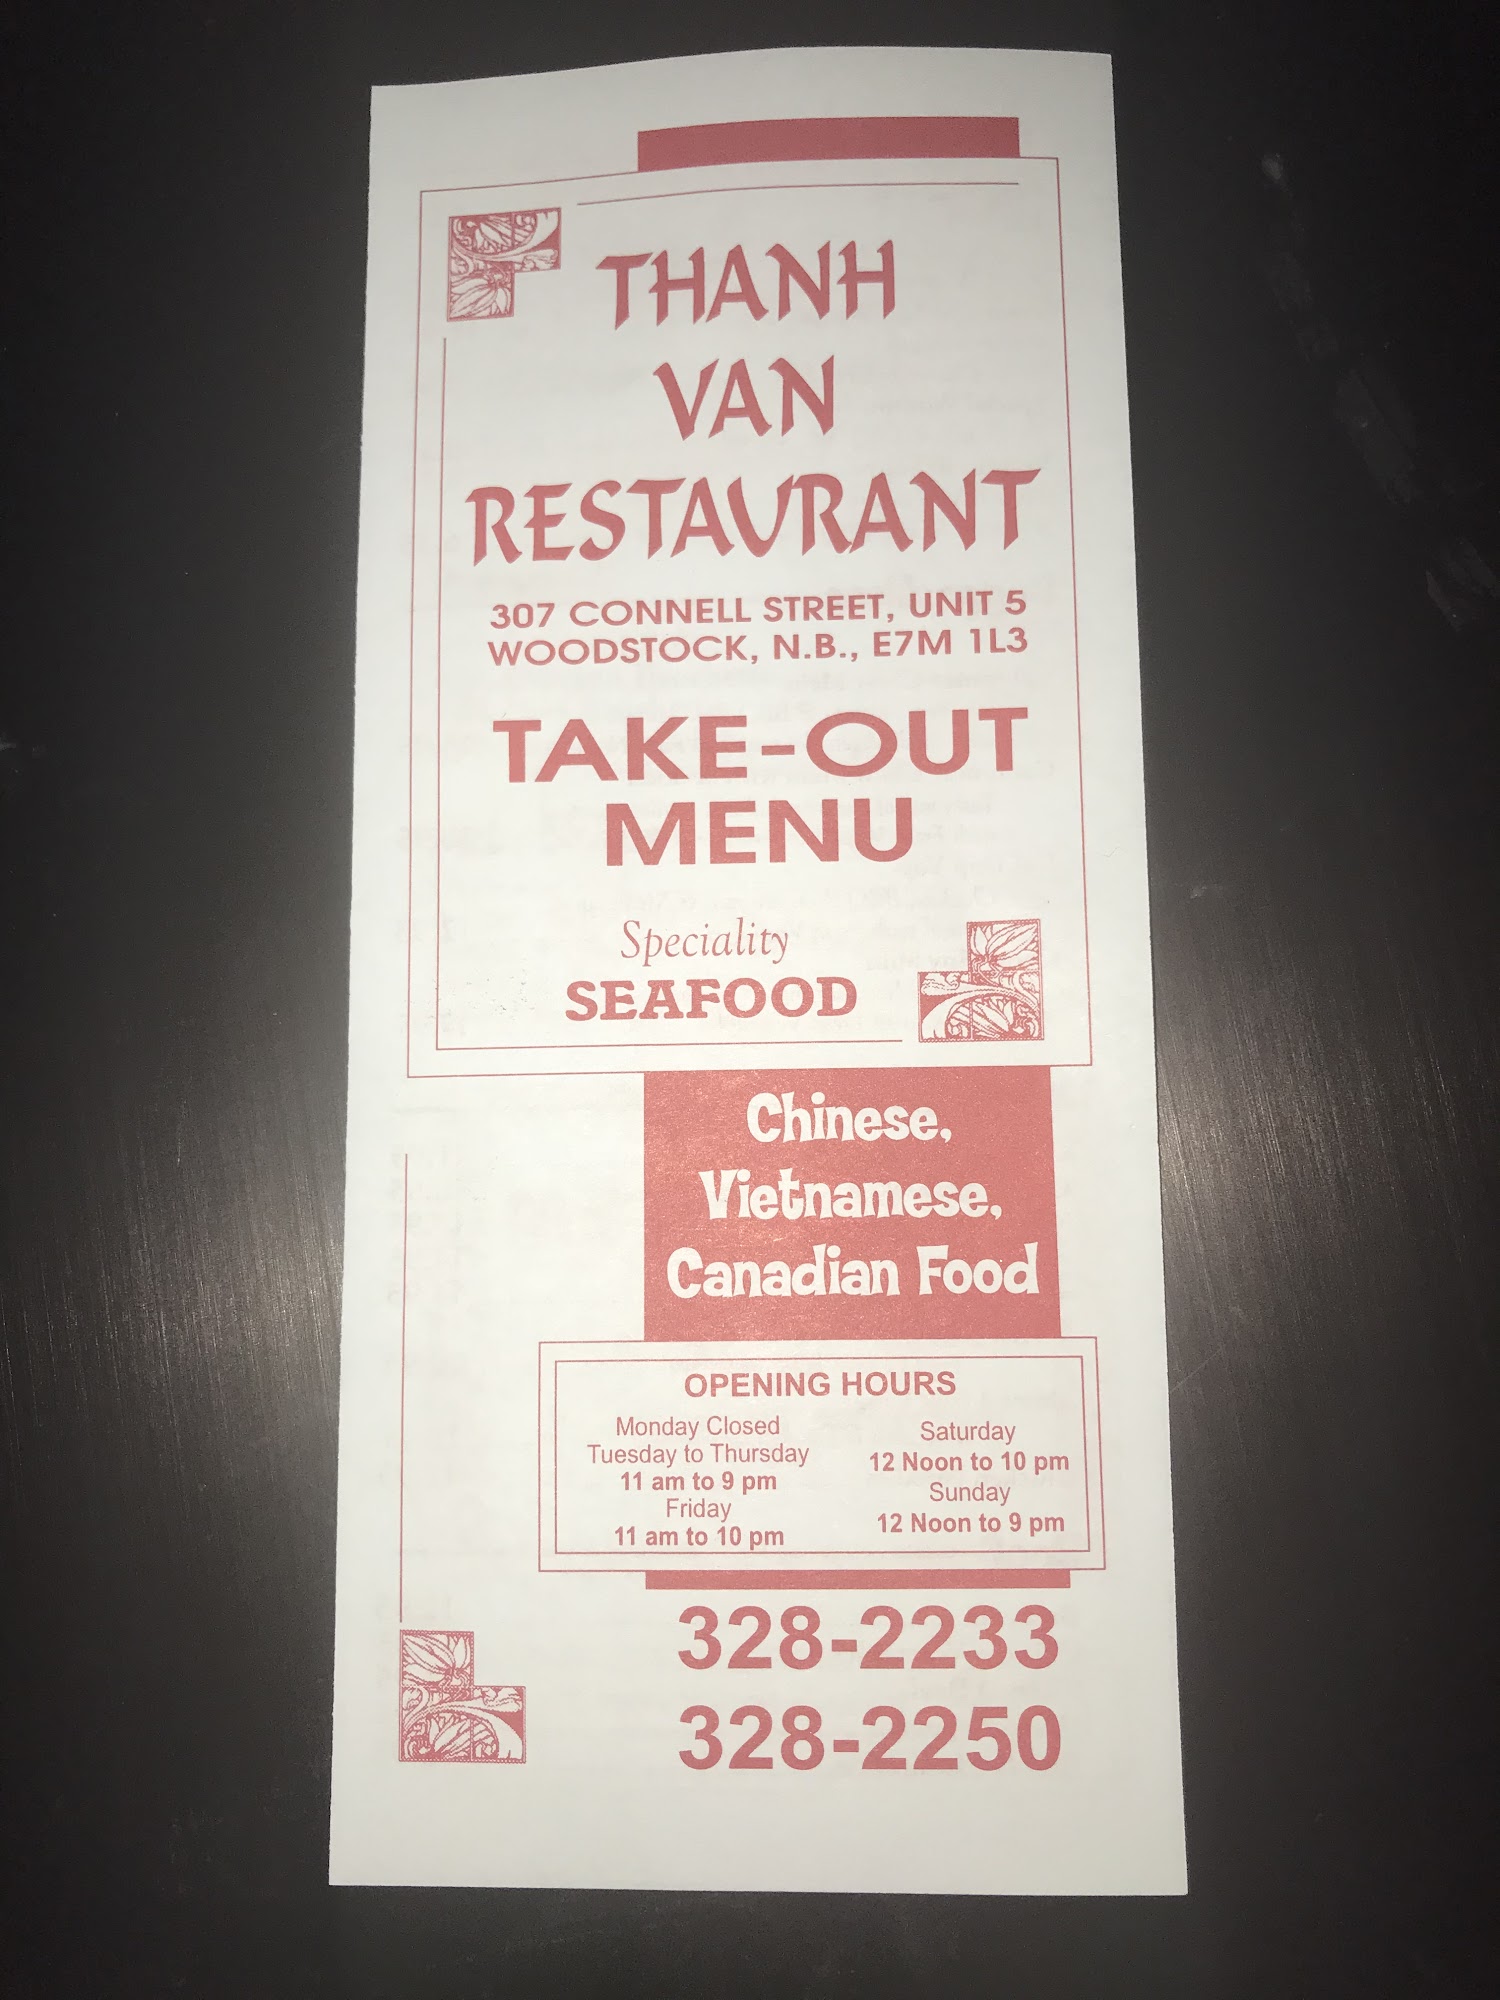 THANH
VAN
RESTAURANT
307 CONNELL STREET, UNIT 5
WOODSTOCK, N.B., E7M 1L3
TAKE-OUT
MENU
Speciality
SEAFOOD
Chinese,
Vietnamese,
Canadian Food
OPENING HOURS
Monday Closed
Tuesday to Thursday
11 am to 9 pm
Friday
11 am to 10 pm
Saturday
12 Noon to 10 pm
Sunday
12 Noon to 9 pm
328-2233
328-2250